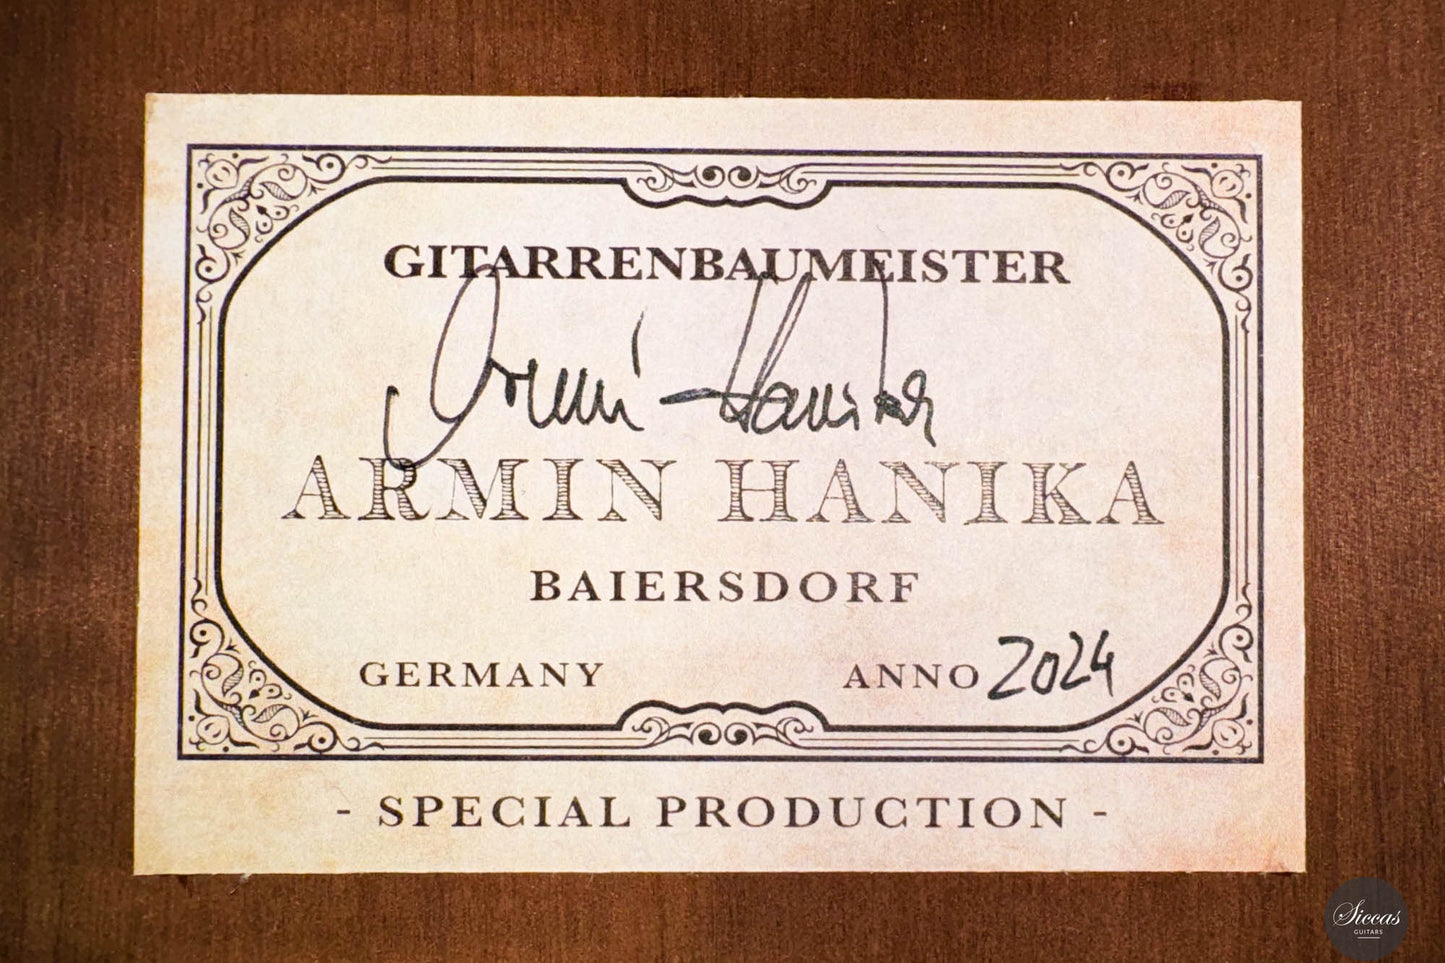 GITARRENBAUMEISTER
Armin Hanika
ARMIN HANIKA
BAIERSDORF
GERMANY ANNO 2024
- SPECIAL PRODUCTION -
Siccas
GUITARS